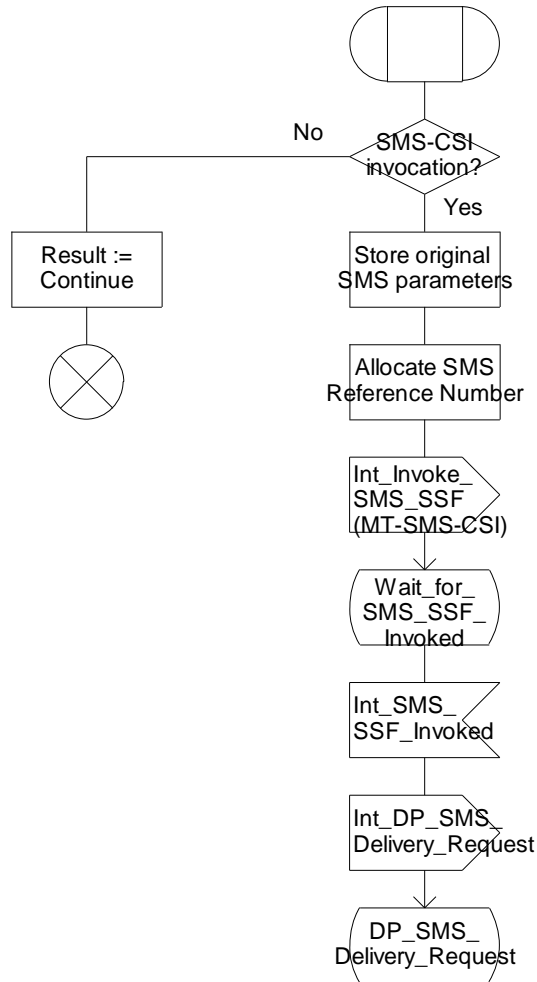 SMS-CSI
invocation?
No
Yes
Result :=
Continue
Store original
SMS parameters
Allocate SMS
Reference Number
Int_Invoke_
SMS_SSF
(MT-SMS-CSI)
Wait_for_
SMS_SSF_
Invoked
Int_SMS_
SSF_Invoked
Int_DP_SMS_
Delivery_Request
DP_SMS_
Delivery_Request